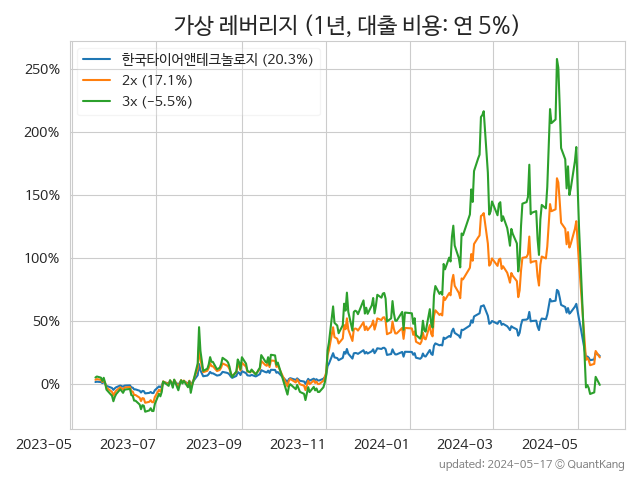 가상 레버리지 (1년, 대출 비용: 연 5%)
한국타이어앤테크놀로지 (20.3%)
2x (17.1%)
3x (-5.5%)
250%
200%
150%
100%
50%
0%
2023-05 2023-07 2023-09 2023-11 2024-01 2024-03 2024-05
updated: 2024-05-17 © QuantKang